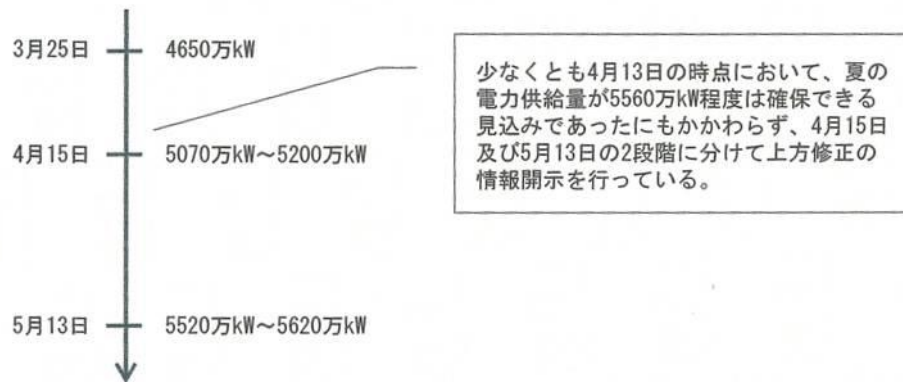 3月25日 4650万kW
少なくとも4月13日の時点において、夏の
電力供給量が5560万kW程度は確保できる
見込みであったにもかかわらず、4月15日
及び5月13日の2段階に分けて上方修正の
情報開示を行っている。
4月15日 5070万kW～5200万kW
5月13日 5520万kW～5620万kW